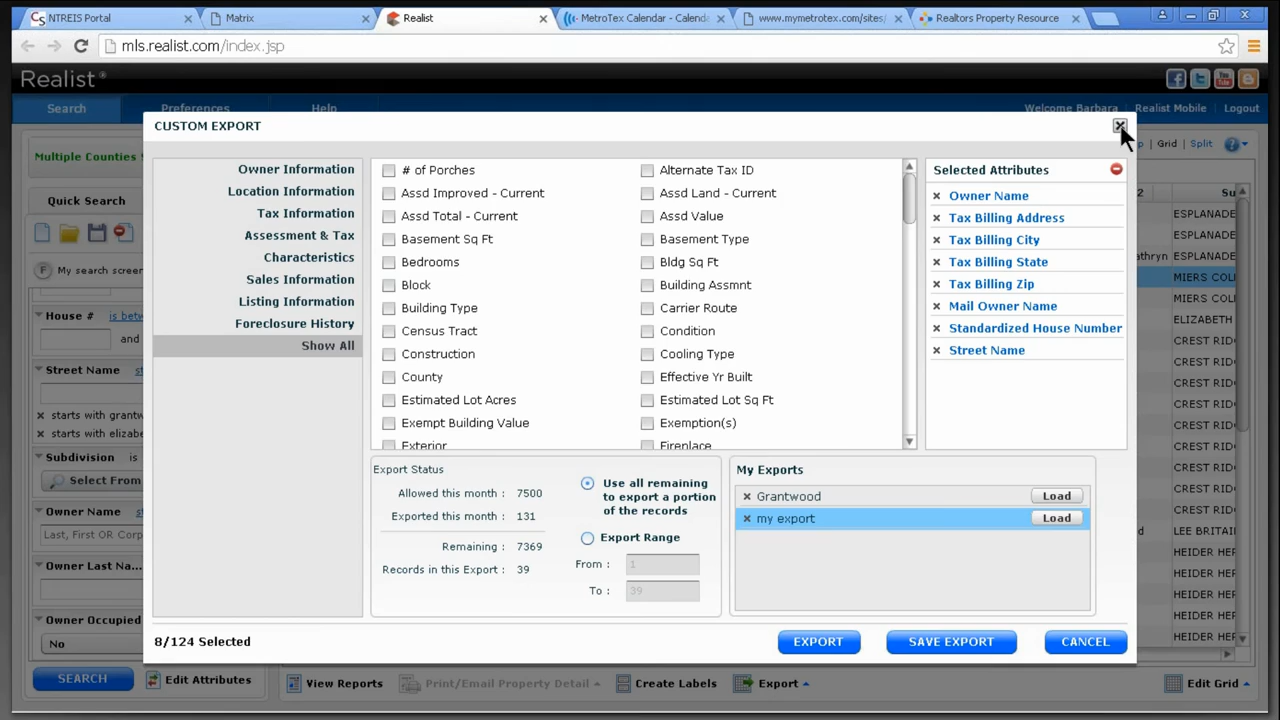 NTREIS Portal
Matrix
Realist
MetroTex Calendar - Calenda
www.mymetrotex.com/sites/
Realtors Property Resource
mls.realist.com/index.jsp
Realist®
Search
Preferences
Help
Welcome Barbara
Realist Mobile
Logout
CUSTOM EXPORT
Multiple Counties
Grid
Split
Quick Search
My search screen
House #
is betw
and
Street Name
starts with grantw
starts with elizabe
Subdivision
is
Select From
Owner Name
Last, First OR Corp
Owner Last Na...
Owner Occupied
No
SEARCH
Edit Attributes
Owner Information
Location Information
Tax Information
Assessment & Tax
Characteristics
Sales Information
Listing Information
Foreclosure History
Show All
# of Porches
Alternate Tax ID
Assd Improved - Current
Assd Land - Current
Assd Total - Current
Assd Value
Basement Sq Ft
Basement Type
Bedrooms
Bldg Sq Ft
Block
Building Assmnt
Building Type
Carrier Route
Census Tract
Condition
Construction
Cooling Type
County
Effective Yr Built
Estimated Lot Acres
Estimated Lot Sq Ft
Exempt Building Value
Exemption(s)
Exterior
Fireplace
Selected Attributes
Owner Name
Tax Billing Address
Tax Billing City
Tax Billing State
Tax Billing Zip
Mail Owner Name
Standardized House Number
Street Name
Export Status
Allowed this month : 7500
Exported this month : 131
Remaining : 7369
Records in this Export : 39
Use all remaining
to export a portion
of the records
Export Range
From : 1
To : 39
My Exports
Grantwood
Load
my export
Load
8/124 Selected
EXPORT
SAVE EXPORT
CANCEL
ESPLANADE
ESPLANADE
athryn ESPLANADE
MIERS COL
MIERS COL
ELIZABETH
CREST RID
CREST RID
CREST RID
CREST RID
CREST RID
CREST RID
CREST RID
CREST RID
LEE BRITAI
HEIDER HE
HEIDER HE
HEIDER HE
HEIDER HE
View Reports
Print/Email Property Detail
Create Labels
Export
Edit Grid